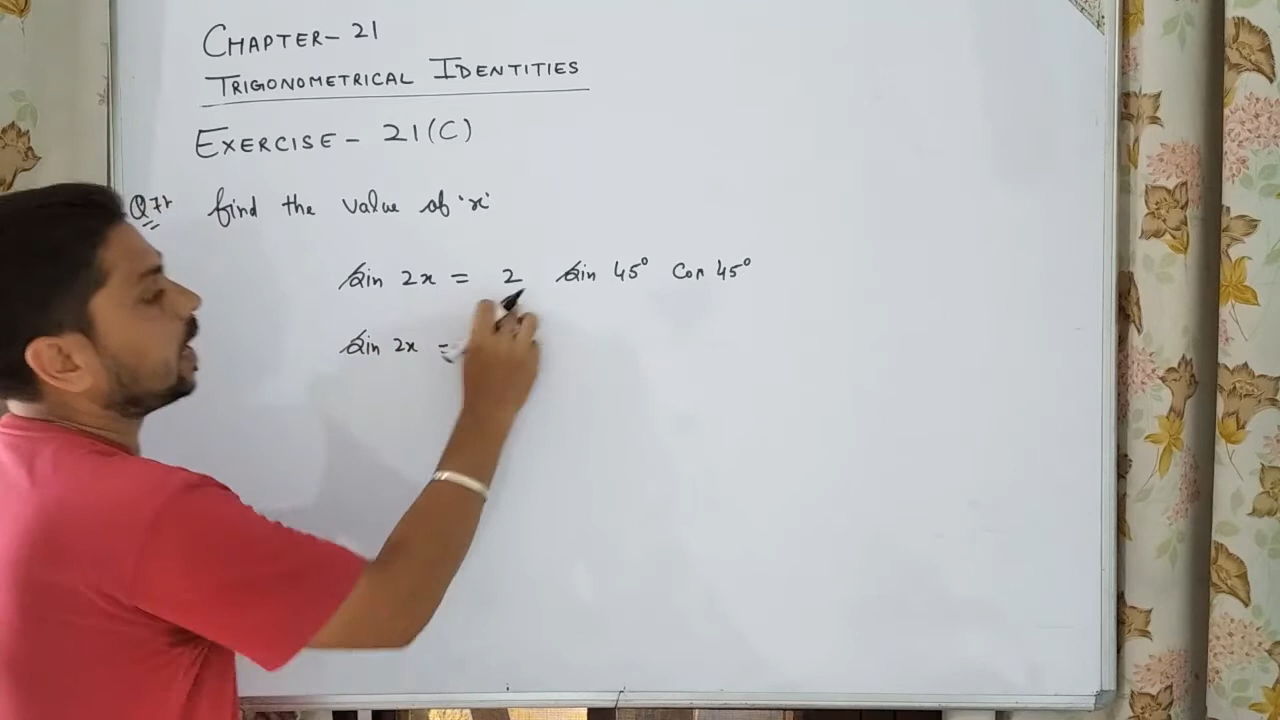 CHAPTER- 21
TRIGONOMETRICAL IDENTITIES
EXERCISE - 21(C)
find the value of 'x'
Sin 2x = 2 Sin 45° Cos 45°
Sin 2x =